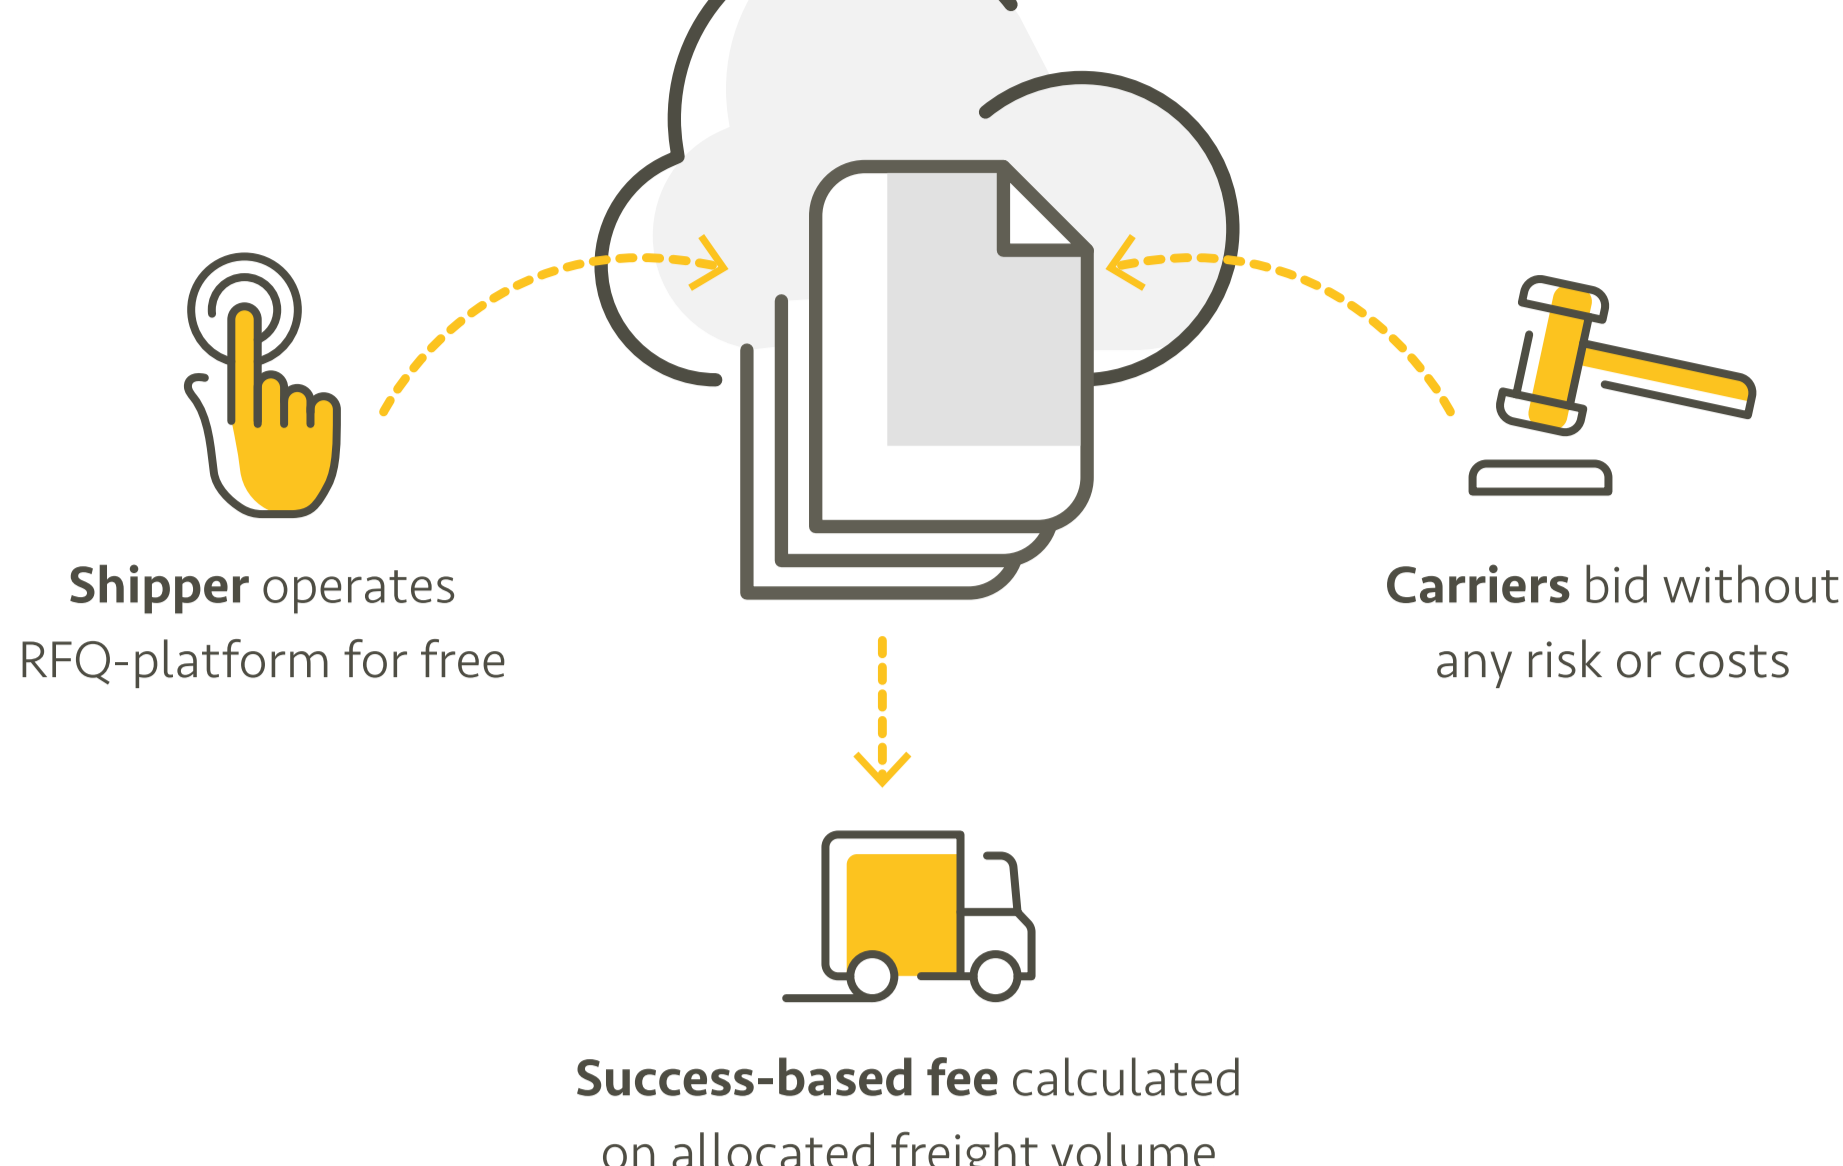 Shipper operates
RFQ-platform for free
Carriers bid without
any risk or costs
Success-based fee calculated
on allocated freight volume